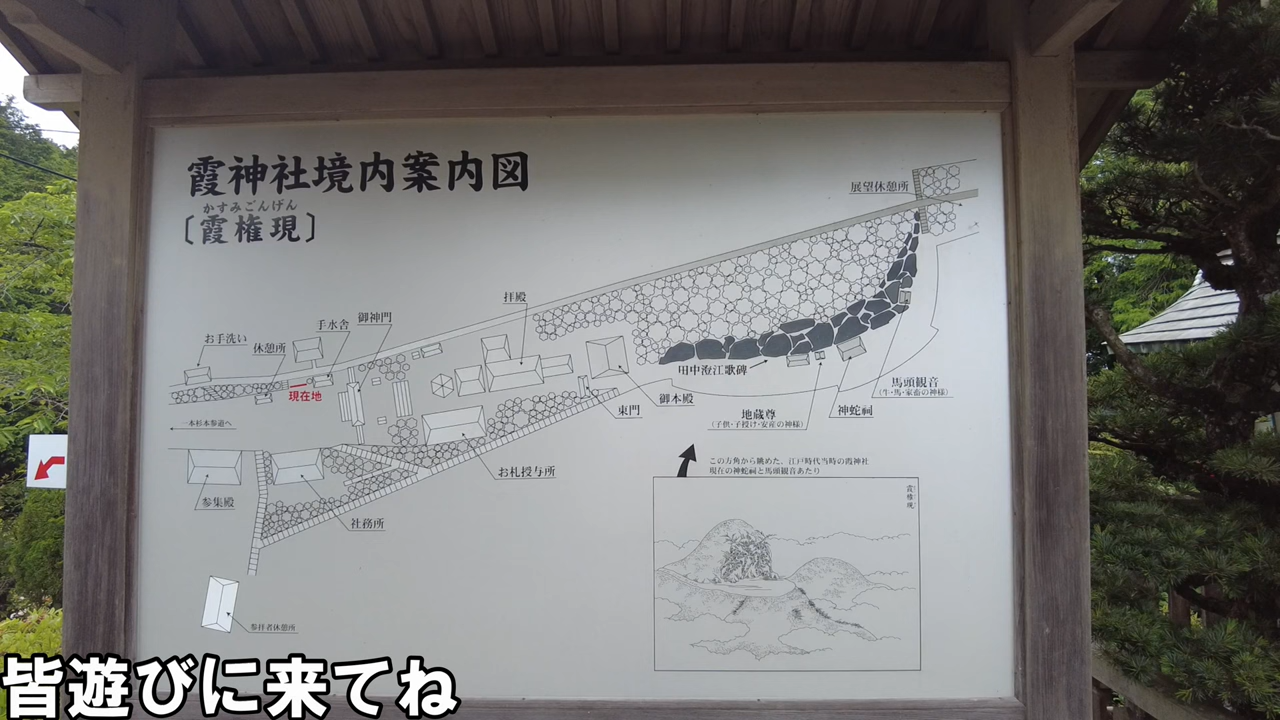 霞神社境内案内図
かすみごんげん
〔霞権現〕
展望休憩所
拝殿
御神門
手水舎
お手洗い
休憩所
現在地
田中澄江歌碑
馬頭観音
(牛・馬・家畜の神様)
地蔵尊
(子供・子授け・安産の神様)
神蛇祠
御本殿
東門
一本杉本参道へ
お札授与所
参集殿
社務所
この方角から眺めた、江戸時代当時の霞神社
現在の神蛇祠と馬頭観音あたり
霞権現
参拝者休憩所
皆遊びに来てね